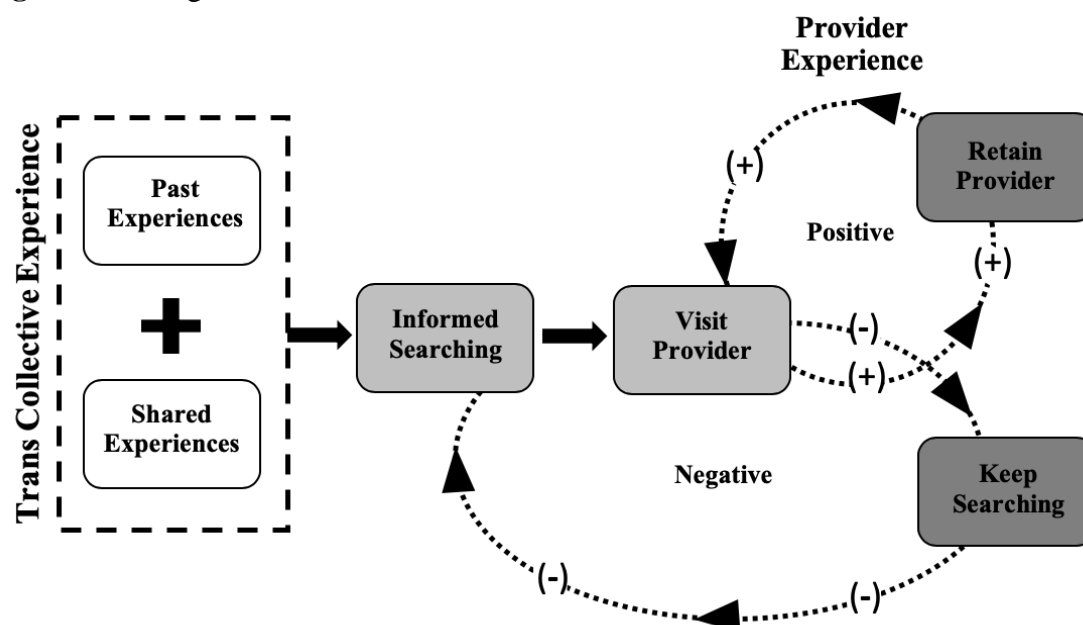 Trans Collective Experience
Past
Experiences
Shared
Experiences
Informed
Searching
Visit
Provider
Provider
Experience
Retain
Provider
Positive
(+)
(+)
(-)
(+)
Negative
Keep
Searching
(-)
(-)